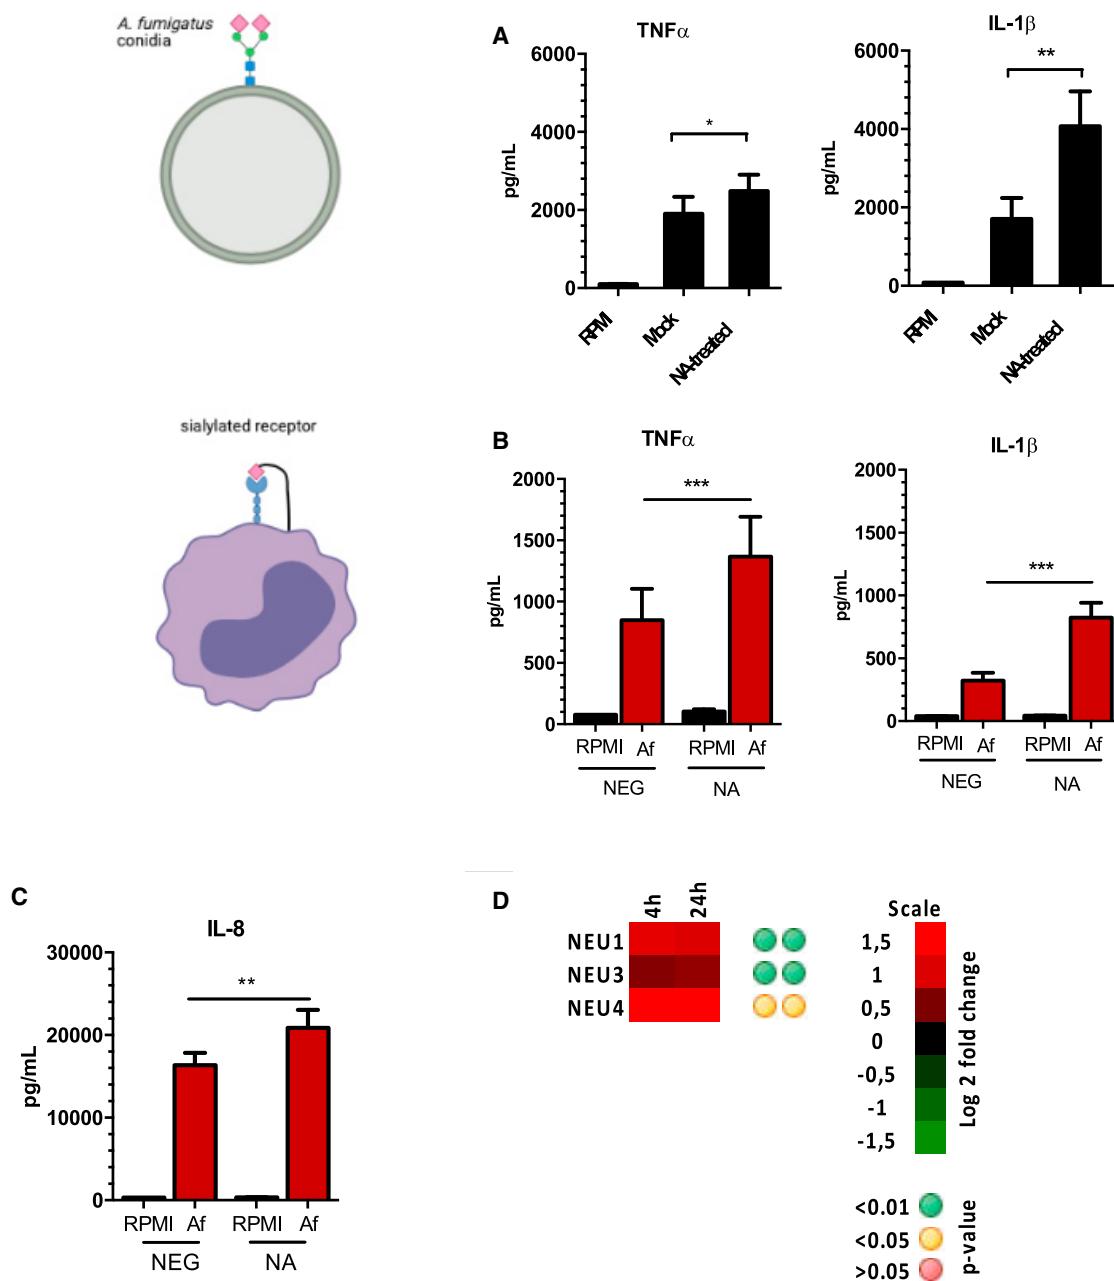 A. fumigatus
conidia
A
TNFα
6000
4000
2000
0
pg/mL
*
RPMI
Mock
NA-treated
IL-1β
6000
4000
2000
0
pg/mL
**
RPMI
Mock
NA-treated
sialylated receptor
B
TNFα
2000
1500
1000
500
0
pg/mL
***
RPMI Af RPMI Af
NEG NA
IL-1β
2000
1500
1000
500
0
pg/mL
***
RPMI Af RPMI Af
NEG NA
C
IL-8
30000
20000
10000
0
pg/mL
**
RPMI Af RPMI Af
NEG NA
D
4h 24h
NEU1
NEU3
NEU4
Scale
1,5
1
0,5
0
-0,5
-1
-1,5
Log 2 fold change
<0.01
<0.05
>0.05
p-value